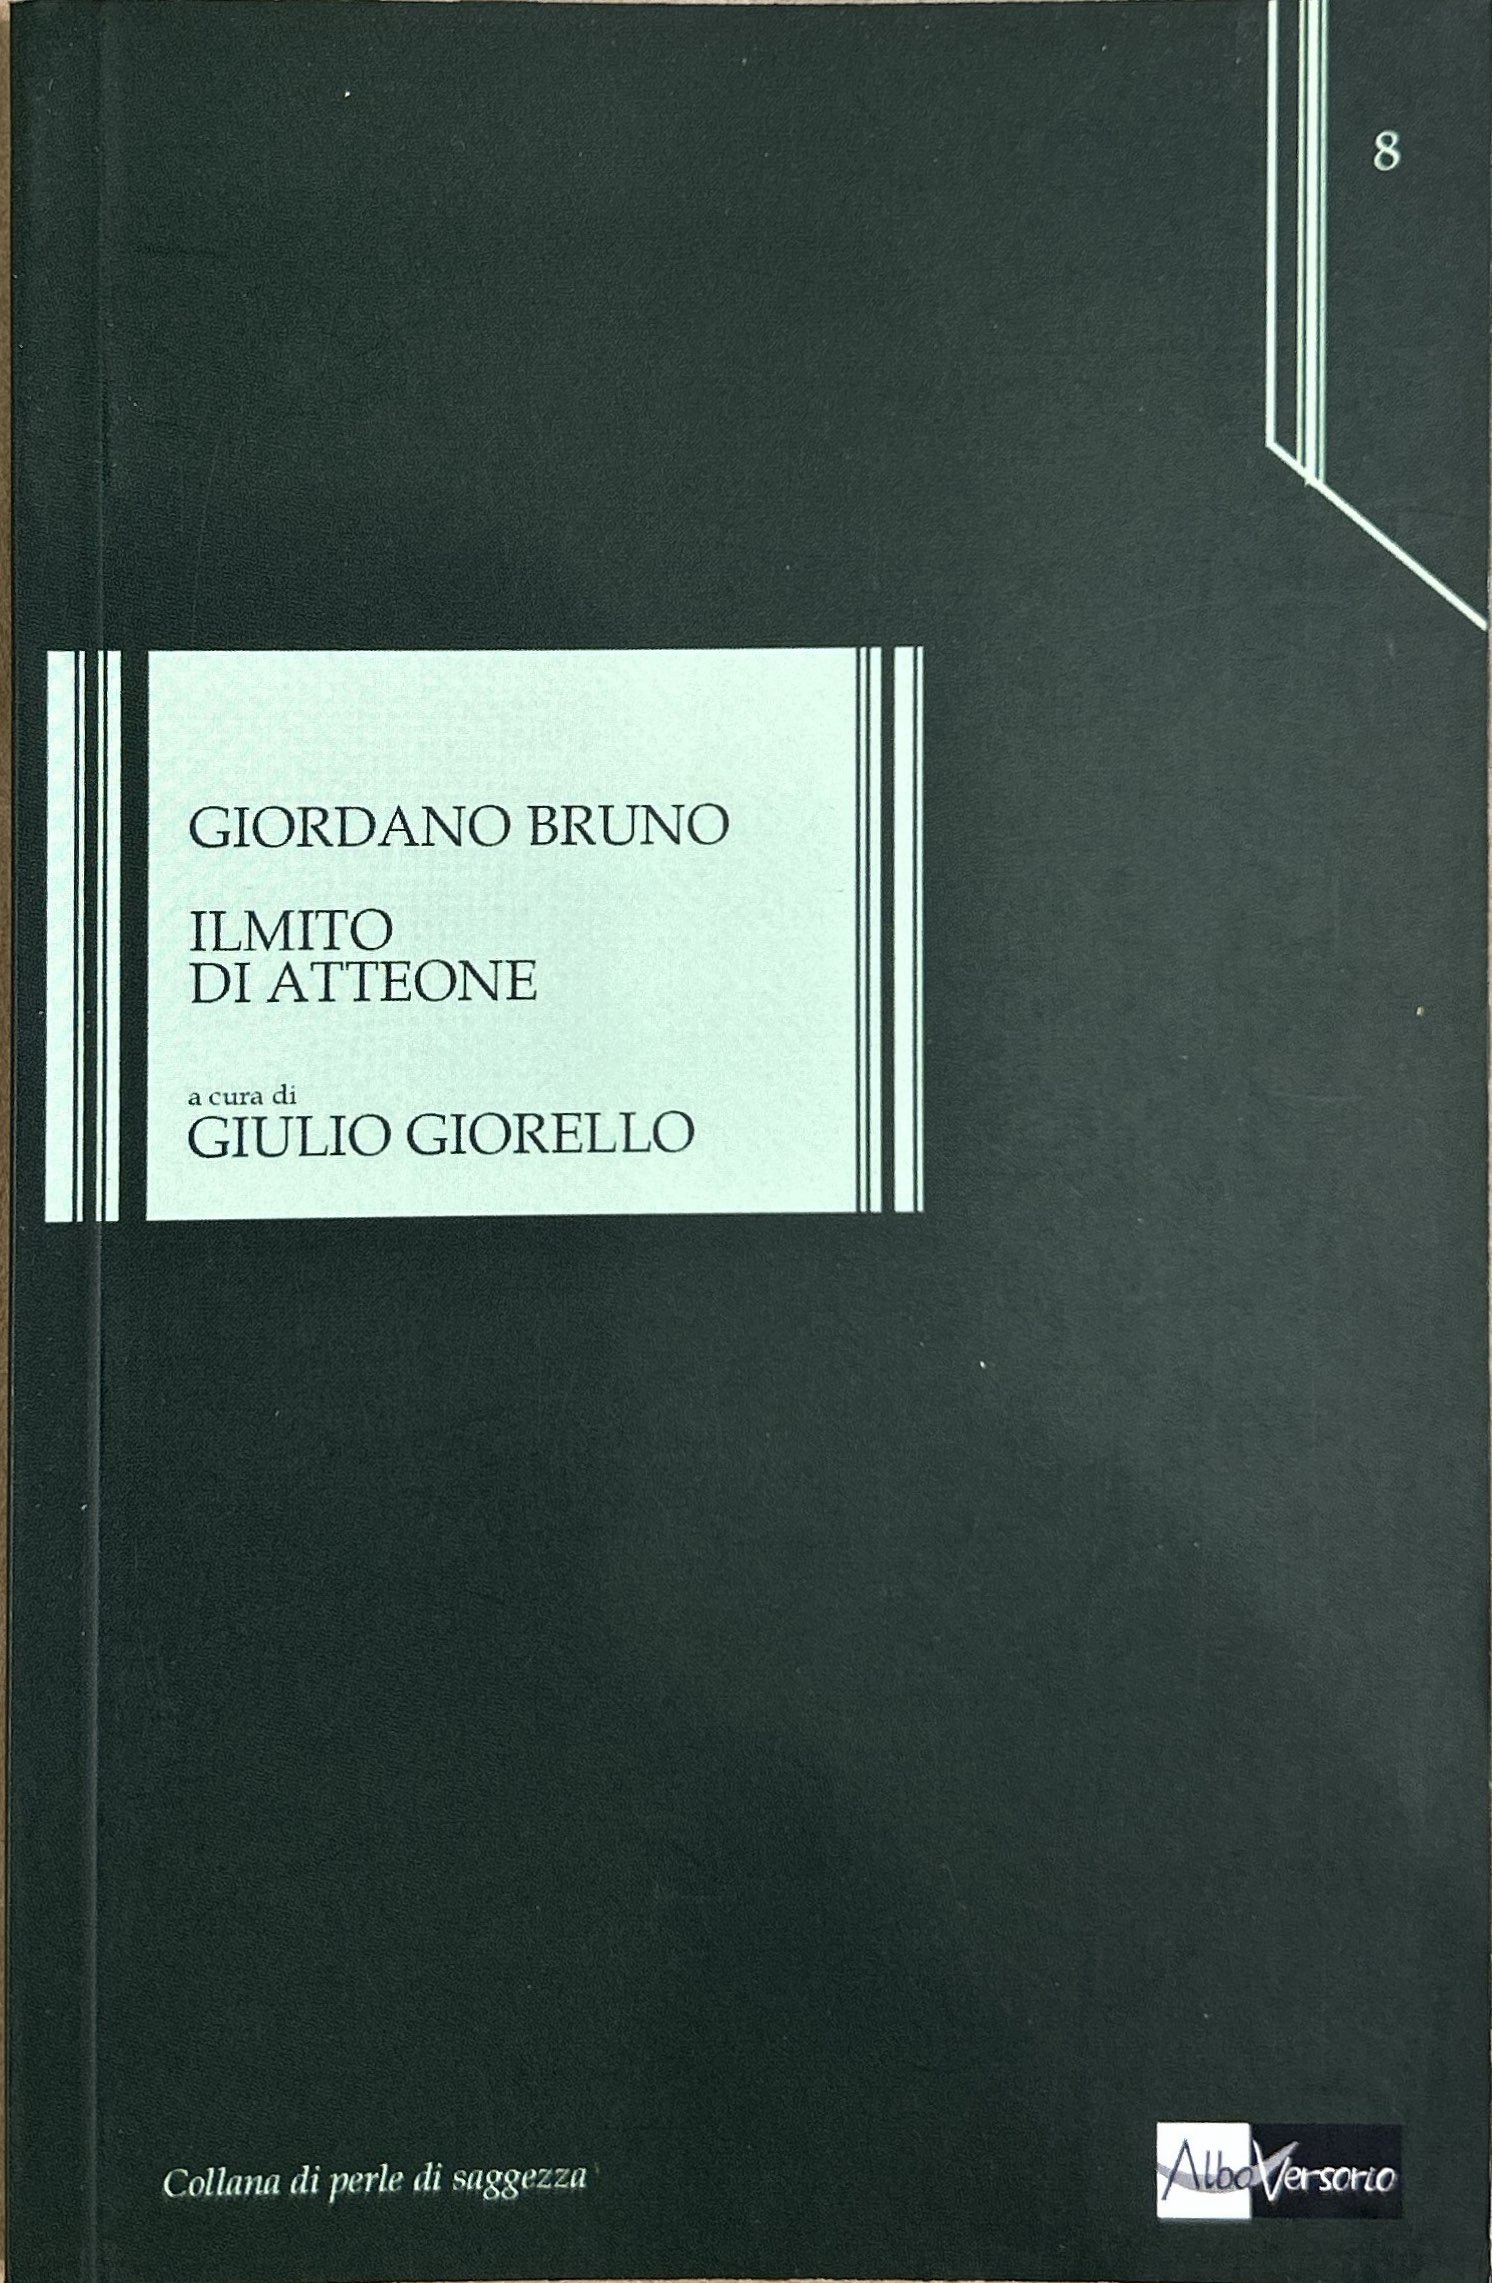 8
GIORDANO BRUNO
ILMITO
DI ATTEONE
a cura di
GIULIO GIORELLO
Collana di perle di saggezza
AlboVersorio